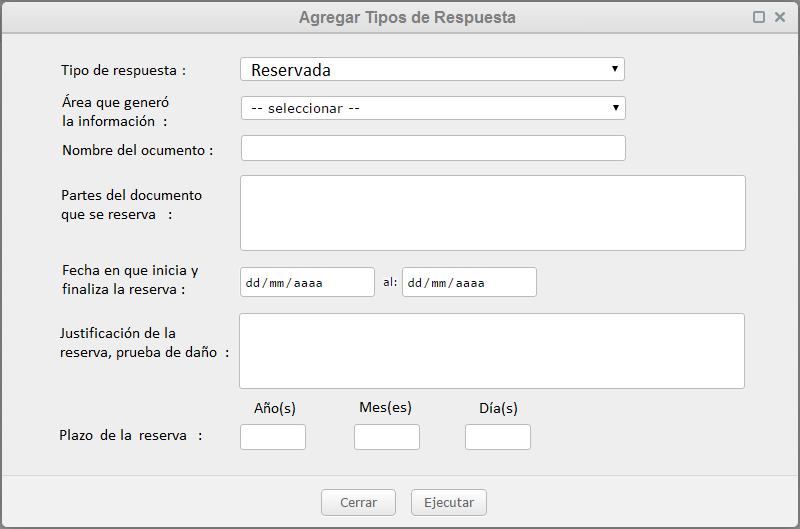 Agregar Tipos de Respuesta
Tipo de respuesta :
Reservada
Área que generó
la información :
-- seleccionar --
Nombre del ocumento :
Partes del documento
que se reserva :
Fecha en que inicia y
finaliza la reserva :
dd/mm/aaaa al: dd/mm/aaaa
Justificación de la
reserva, prueba de daño :
Año(s) Mes(es) Día(s)
Plazo de la reserva :
Cerrar Ejecutar